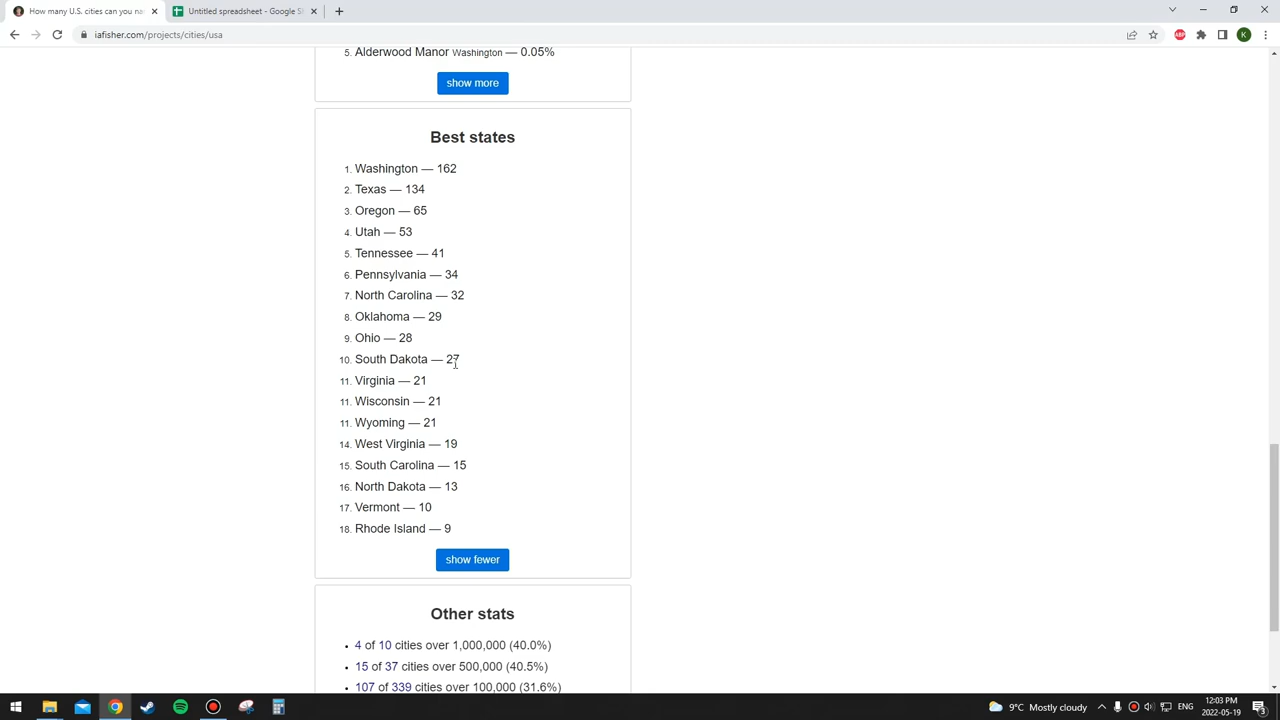 How many U.S. cities can you na
Untitled spreadsheet - Google Sh
iafisher.com/projects/cities/usa
ABP
K
5. Alderwood Manor Washington — 0.05%
show more
Best states
1. Washington — 162
2. Texas — 134
3. Oregon — 65
4. Utah — 53
5. Tennessee — 41
6. Pennsylvania — 34
7. North Carolina — 32
8. Oklahoma — 29
9. Ohio — 28
10. South Dakota — 27
11. Virginia — 21
11. Wisconsin — 21
11. Wyoming — 21
14. West Virginia — 19
15. South Carolina — 15
16. North Dakota — 13
17. Vermont — 10
18. Rhode Island — 9
show fewer
Other stats
• 4 of 10 cities over 1,000,000 (40.0%)
• 15 of 37 cities over 500,000 (40.5%)
• 107 of 339 cities over 100,000 (31.6%)
9°C Mostly cloudy
ENG
12:03 PM
2022-05-19
3